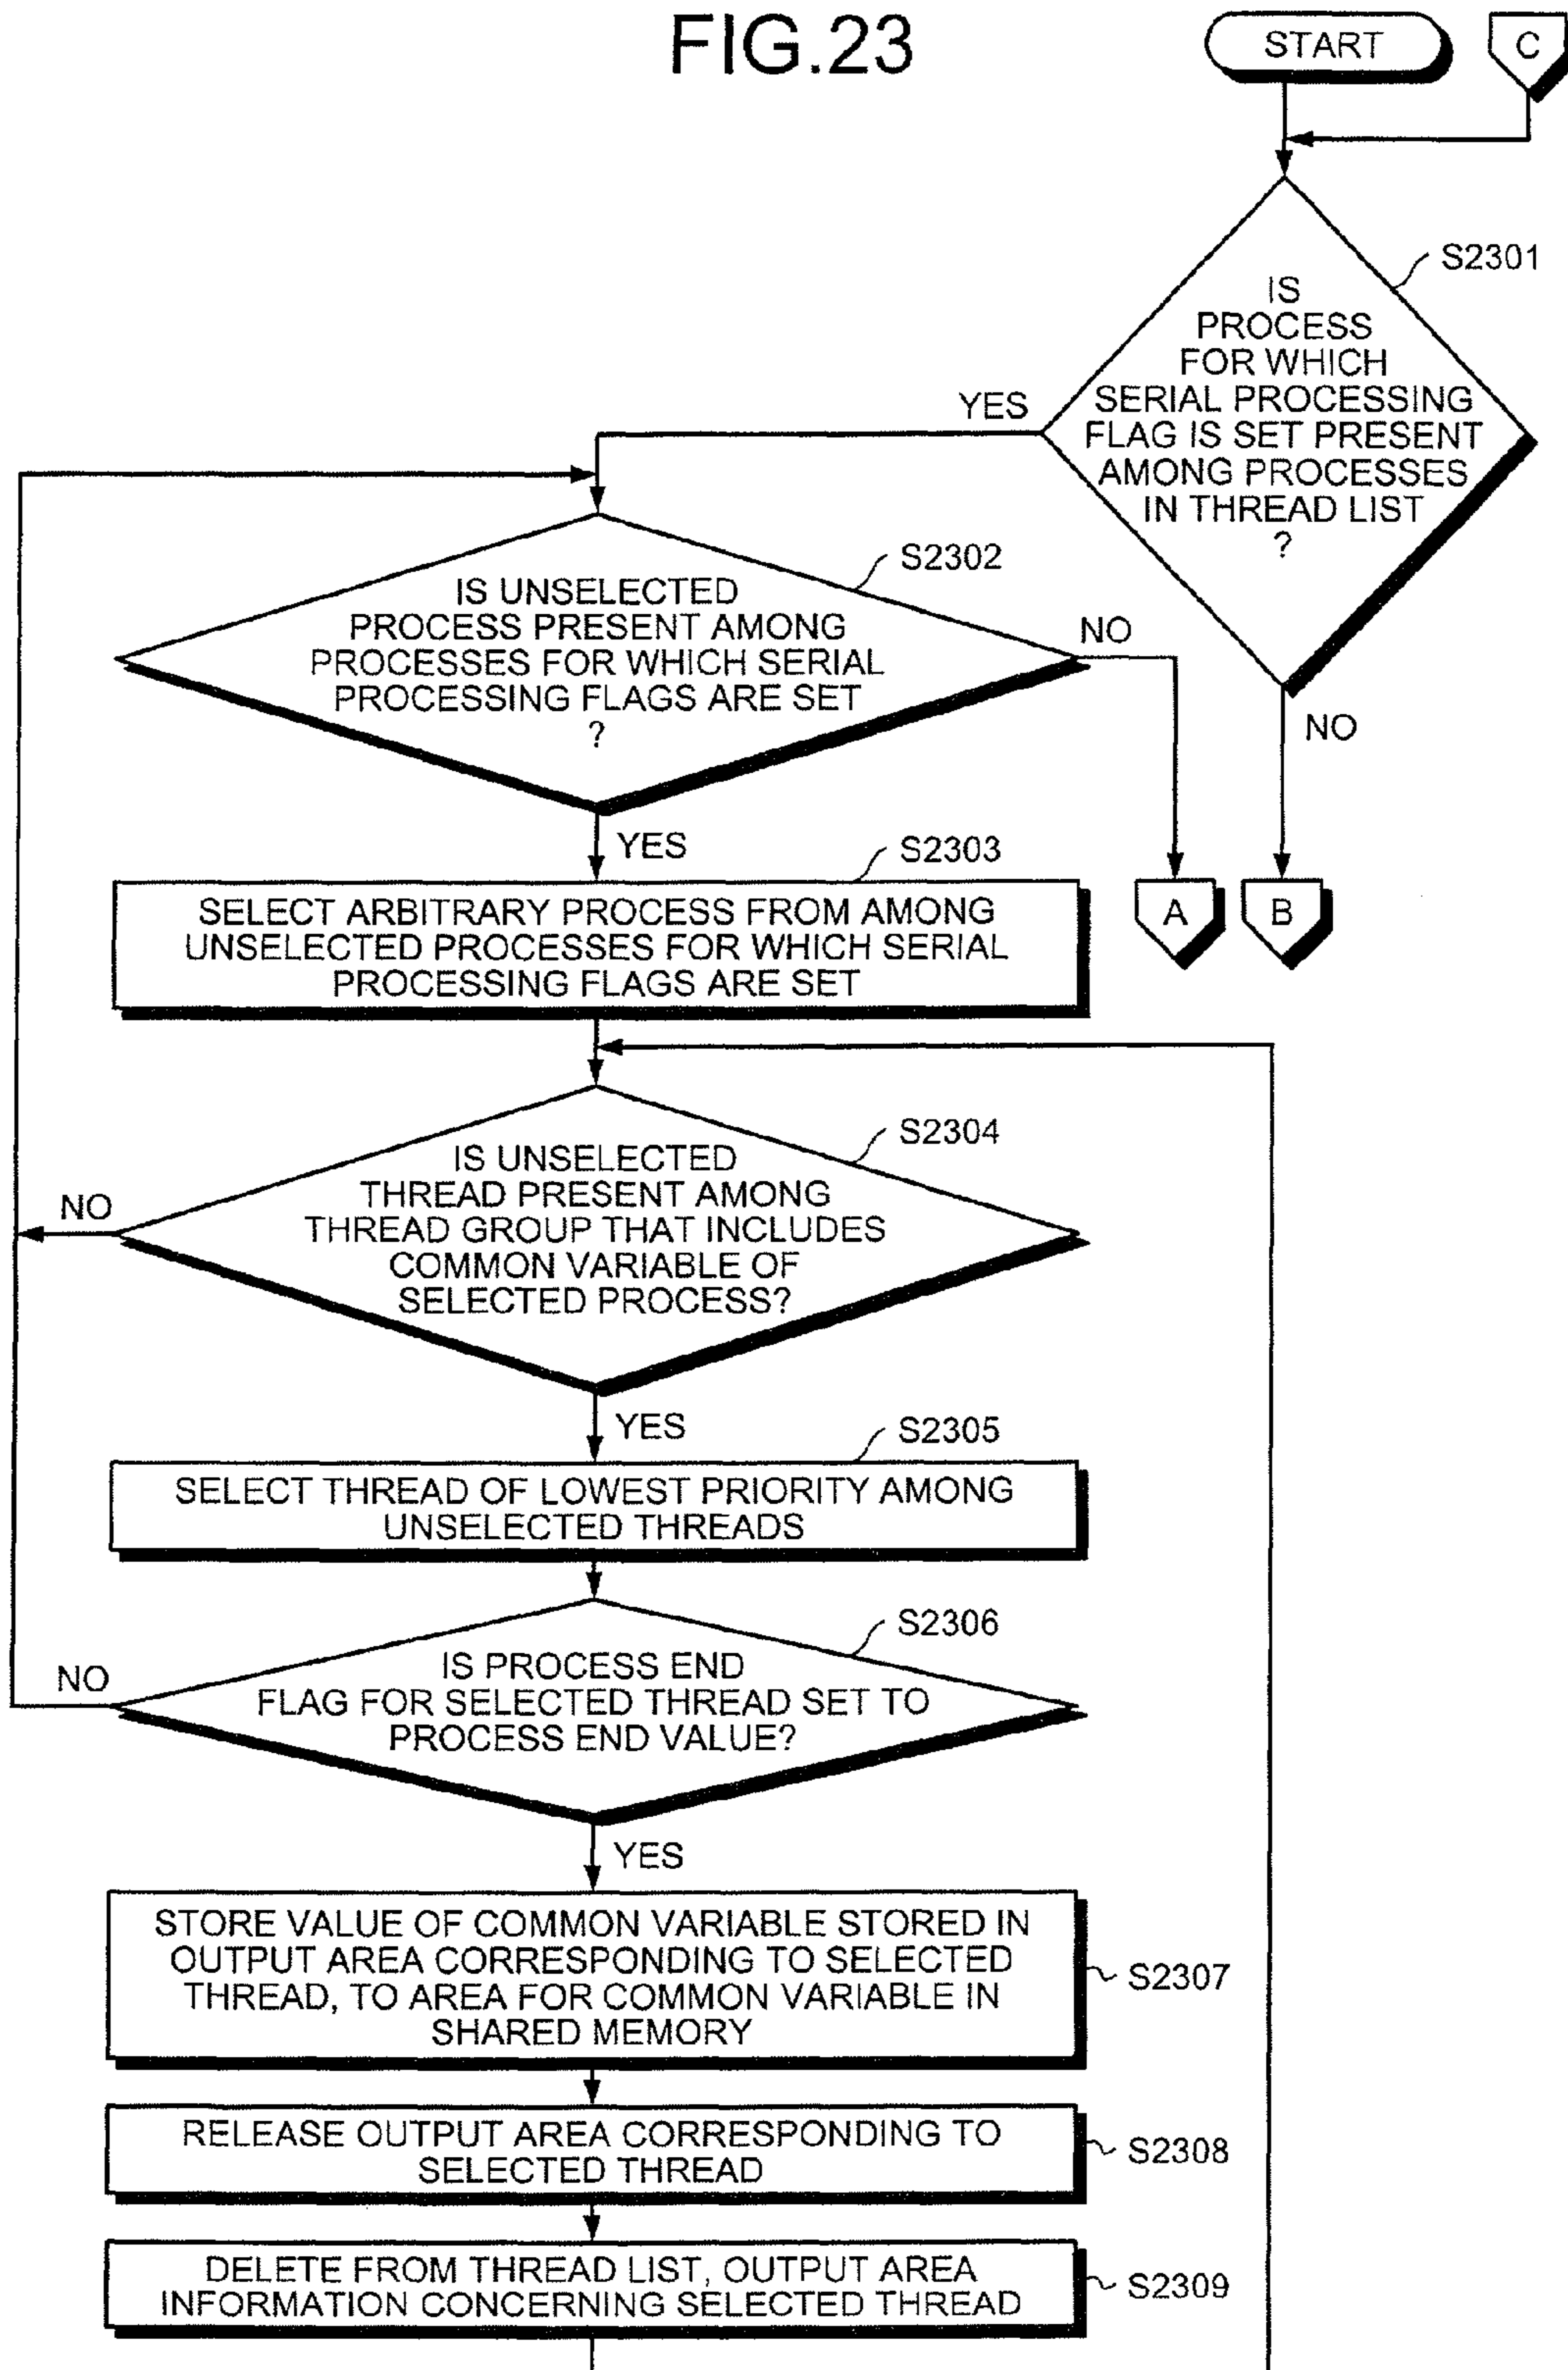 FIG.23
START
C
S2301
IS
PROCESS
FOR WHICH
SERIAL PROCESSING
FLAG IS SET PRESENT
AMONG PROCESSES
IN THREAD LIST
?
YES
NO
S2302
IS UNSELECTED
PROCESS PRESENT AMONG
PROCESSES FOR WHICH SERIAL
PROCESSING FLAGS ARE SET
?
NO
YES
A
B
S2303
SELECT ARBITRARY PROCESS FROM AMONG
UNSELECTED PROCESSES FOR WHICH SERIAL
PROCESSING FLAGS ARE SET
S2304
IS UNSELECTED
THREAD PRESENT AMONG
THREAD GROUP THAT INCLUDES
COMMON VARIABLE OF
SELECTED PROCESS?
NO
YES
S2305
SELECT THREAD OF LOWEST PRIORITY AMONG
UNSELECTED THREADS
S2306
IS PROCESS END
FLAG FOR SELECTED THREAD SET TO
PROCESS END VALUE?
NO
YES
STORE VALUE OF COMMON VARIABLE STORED IN
OUTPUT AREA CORRESPONDING TO SELECTED
THREAD, TO AREA FOR COMMON VARIABLE IN
SHARED MEMORY
S2307
RELEASE OUTPUT AREA CORRESPONDING TO
SELECTED THREAD
S2308
DELETE FROM THREAD LIST, OUTPUT AREA
INFORMATION CONCERNING SELECTED THREAD
S2309